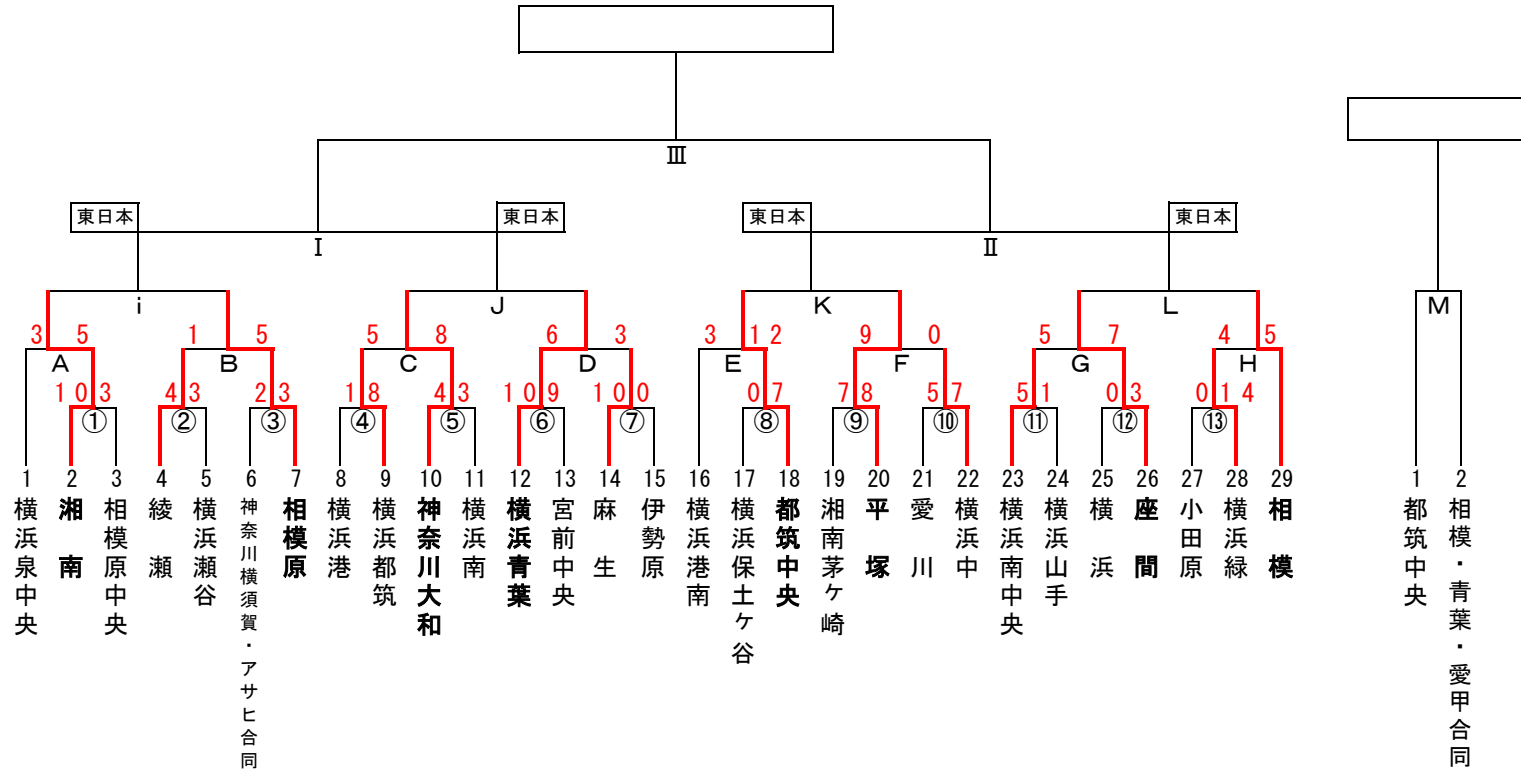 Ⅲ
東日本 東日本 東日本 東日本
Ⅰ Ⅱ
i J K L M
3 5 1 5 5 8 6 3 3 12 9 0 5 7 4 5
A B C D E F G H
10 3 4 3 2 3 1 8 4 3 10 9 10 0 0 7 7 8 5 7 5 1 0 3 0 14
① ② ③ ④ ⑤ ⑥ ⑦ ⑧ ⑨ ⑩ ⑪ ⑫ ⑬
1 横浜泉中央
2 湘南
3 相模原中央
4 綾瀬
5 横浜瀬谷
6 神奈川横須賀・アサヒ合同
7 相模原
8 横浜港
9 横浜都筑
10 神奈川大和
11 横浜南
12 横浜青葉
13 宮前中央
14 麻生
15 伊勢原
16 横浜港南
17 横浜保土ケ谷
18 都筑中央
19 湘南茅ケ崎
20 平塚
21 愛川
22 横浜中
23 横浜南中央
24 横浜山手
25 横浜
26 座間
27 小田原
28 横浜緑
29 相模
1 都筑中央
2 相模・青葉・愛甲合同